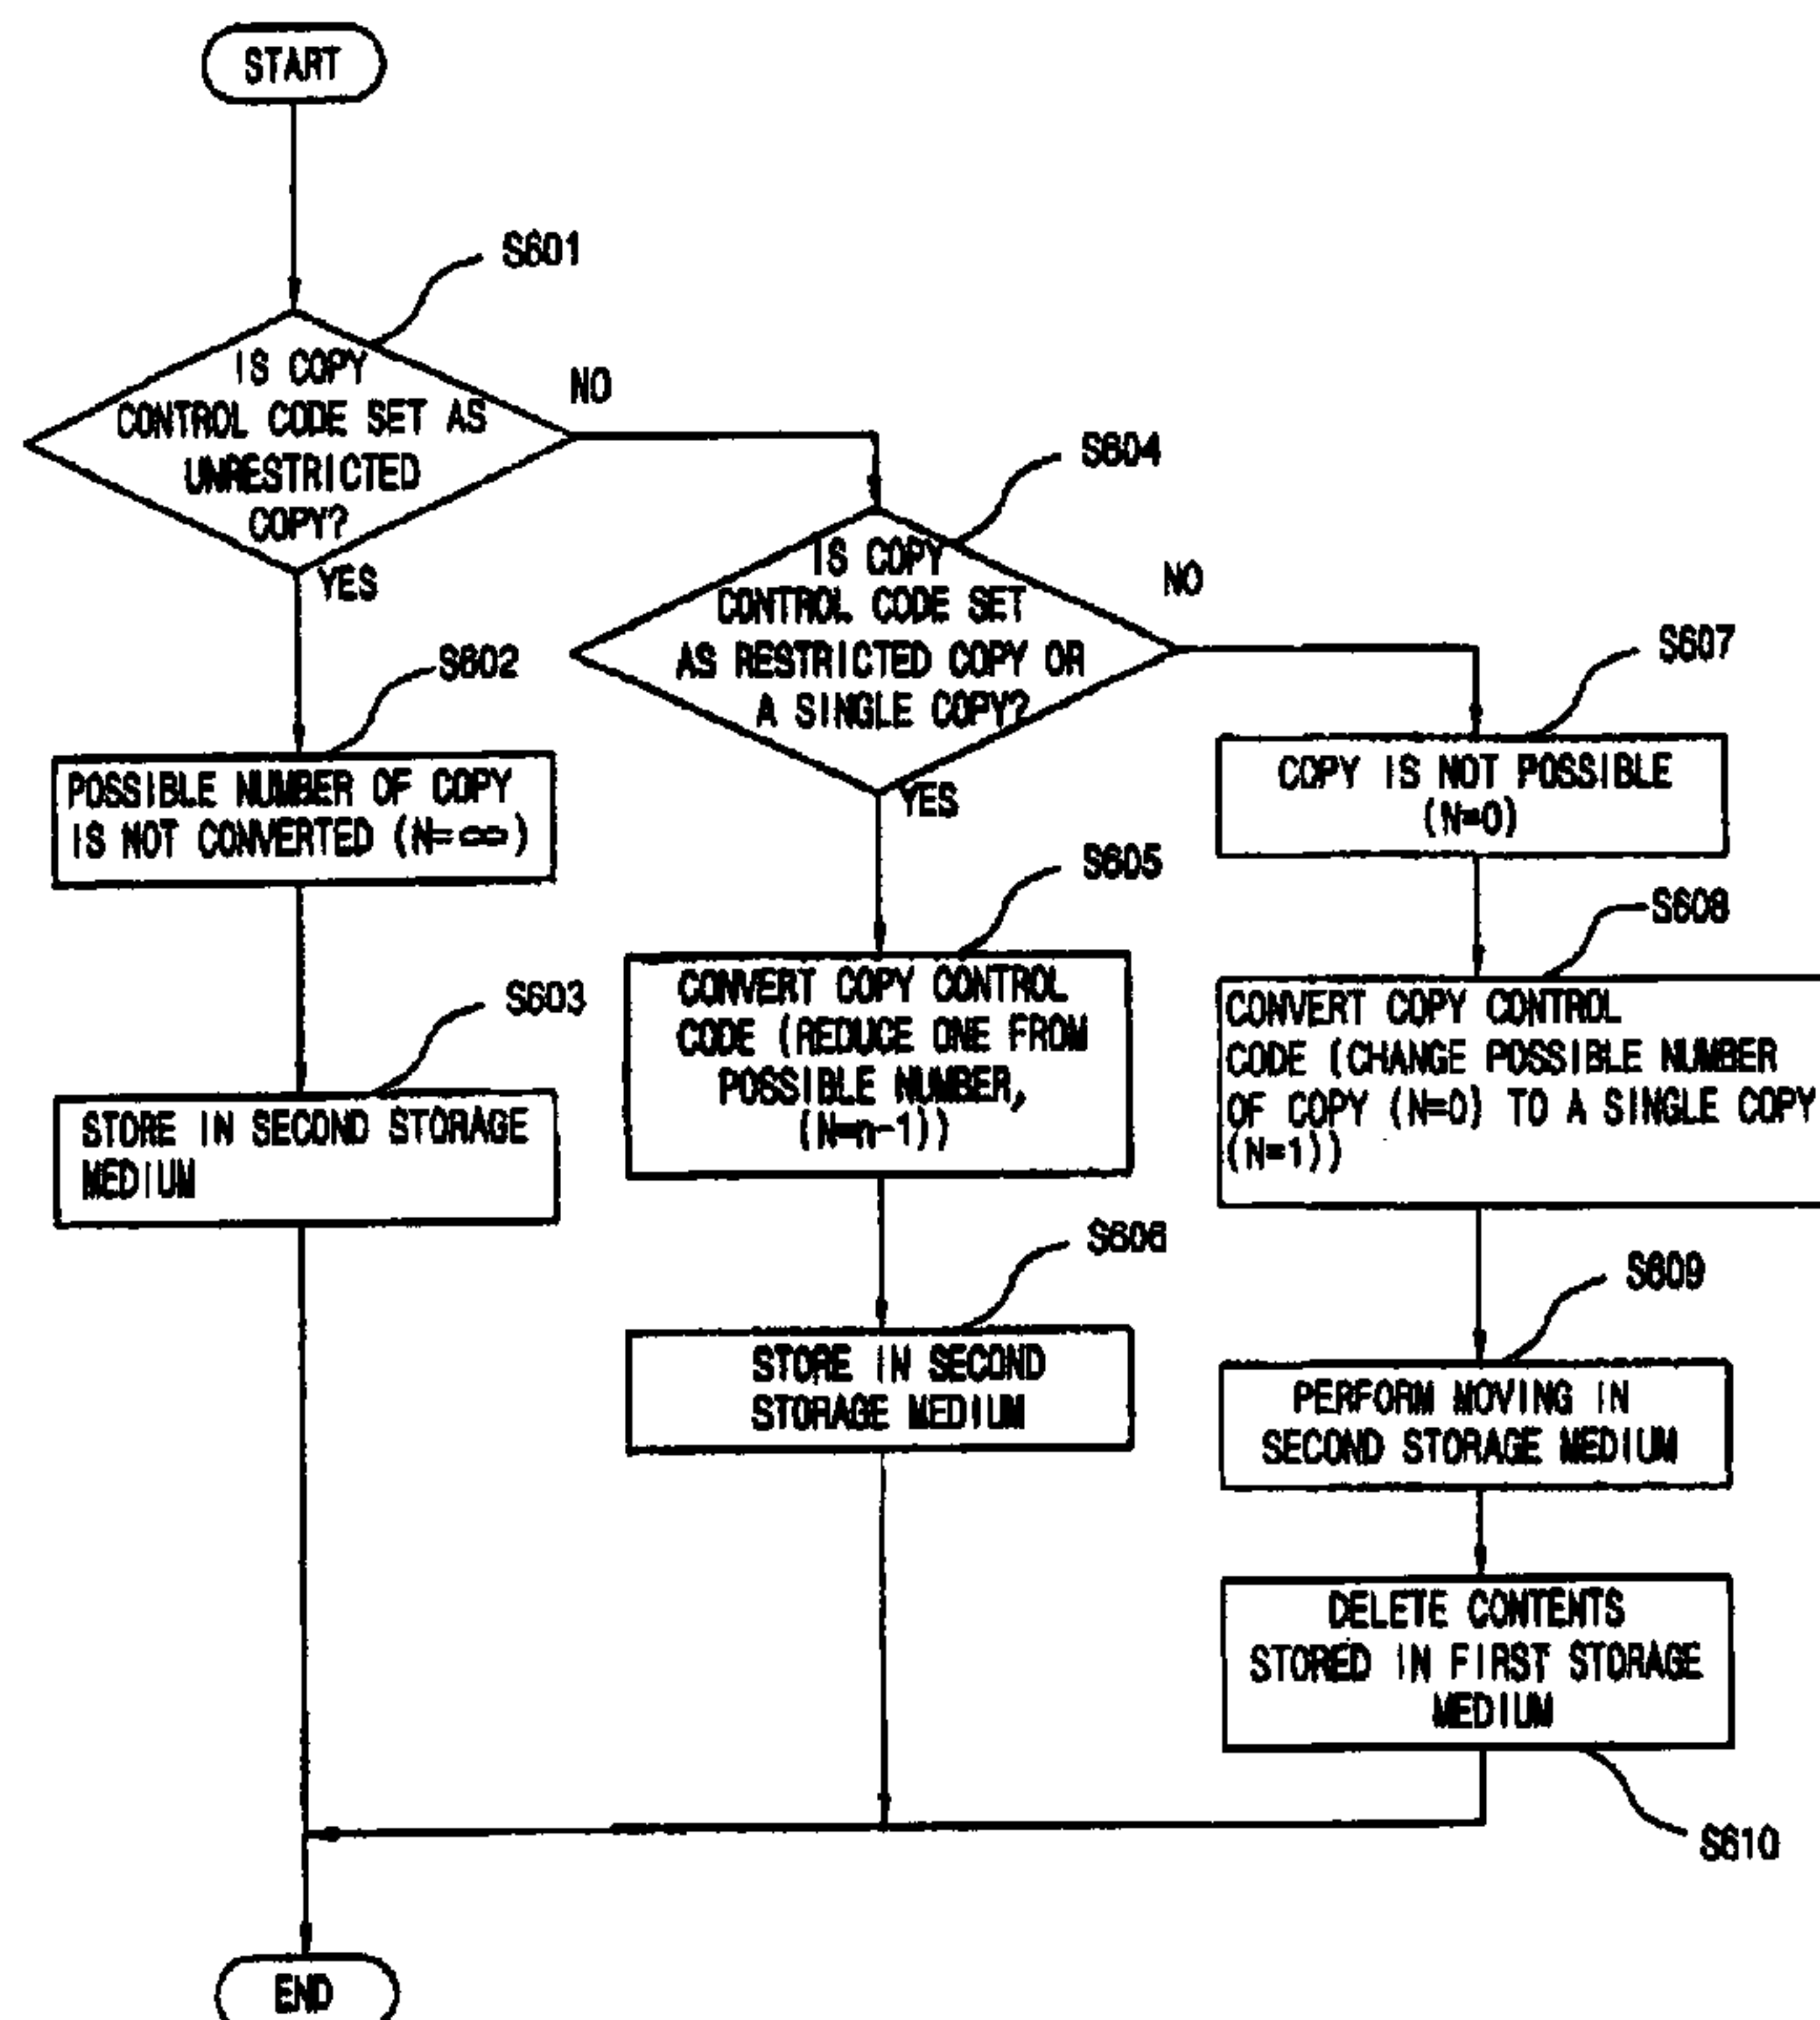 START
S601
IS COPY
CONTROL CODE SET AS
UNRESTRICTED
COPY?
NO
YES
S602
POSSIBLE NUMBER OF COPY
IS NOT CONVERTED (N=∞)
S603
STORE IN SECOND STORAGE
MEDIUM
S604
IS COPY
CONTROL CODE SET
AS RESTRICTED COPY OR
A SINGLE COPY?
NO
YES
S605
CONVERT COPY CONTROL
CODE (REDUCE ONE FROM
POSSIBLE NUMBER,
(N=n-1))
S606
STORE IN SECOND
STORAGE MEDIUM
S607
COPY IS NOT POSSIBLE
(N=0)
S608
CONVERT COPY CONTROL
CODE (CHANGE POSSIBLE NUMBER
OF COPY (N=0) TO A SINGLE COPY
(N=1))
S609
PERFORM MOVING IN
SECOND STORAGE MEDIUM
DELETE CONTENTS
STORED IN FIRST STORAGE
MEDIUM
S610
END